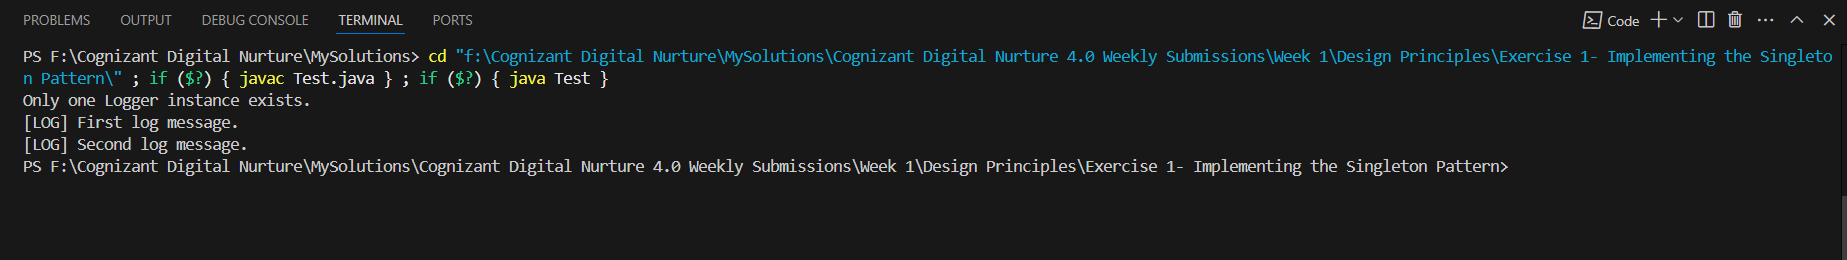 PROBLEMS OUTPUT DEBUG CONSOLE TERMINAL PORTS Code
PS F:\Cognizant Digital Nurture\MySolutions> cd "f:\Cognizant Digital Nurture\MySolutions\Cognizant Digital Nurture 4.0 Weekly Submissions\Week 1\Design Principles\Exercise 1- Implementing the Singleto
n Pattern\" ; if ($?) { javac Test.java } ; if ($?) { java Test }
Only one Logger instance exists.
[LOG] First log message.
[LOG] Second log message.
PS F:\Cognizant Digital Nurture\MySolutions\Cognizant Digital Nurture 4.0 Weekly Submissions\Week 1\Design Principles\Exercise 1- Implementing the Singleton Pattern>